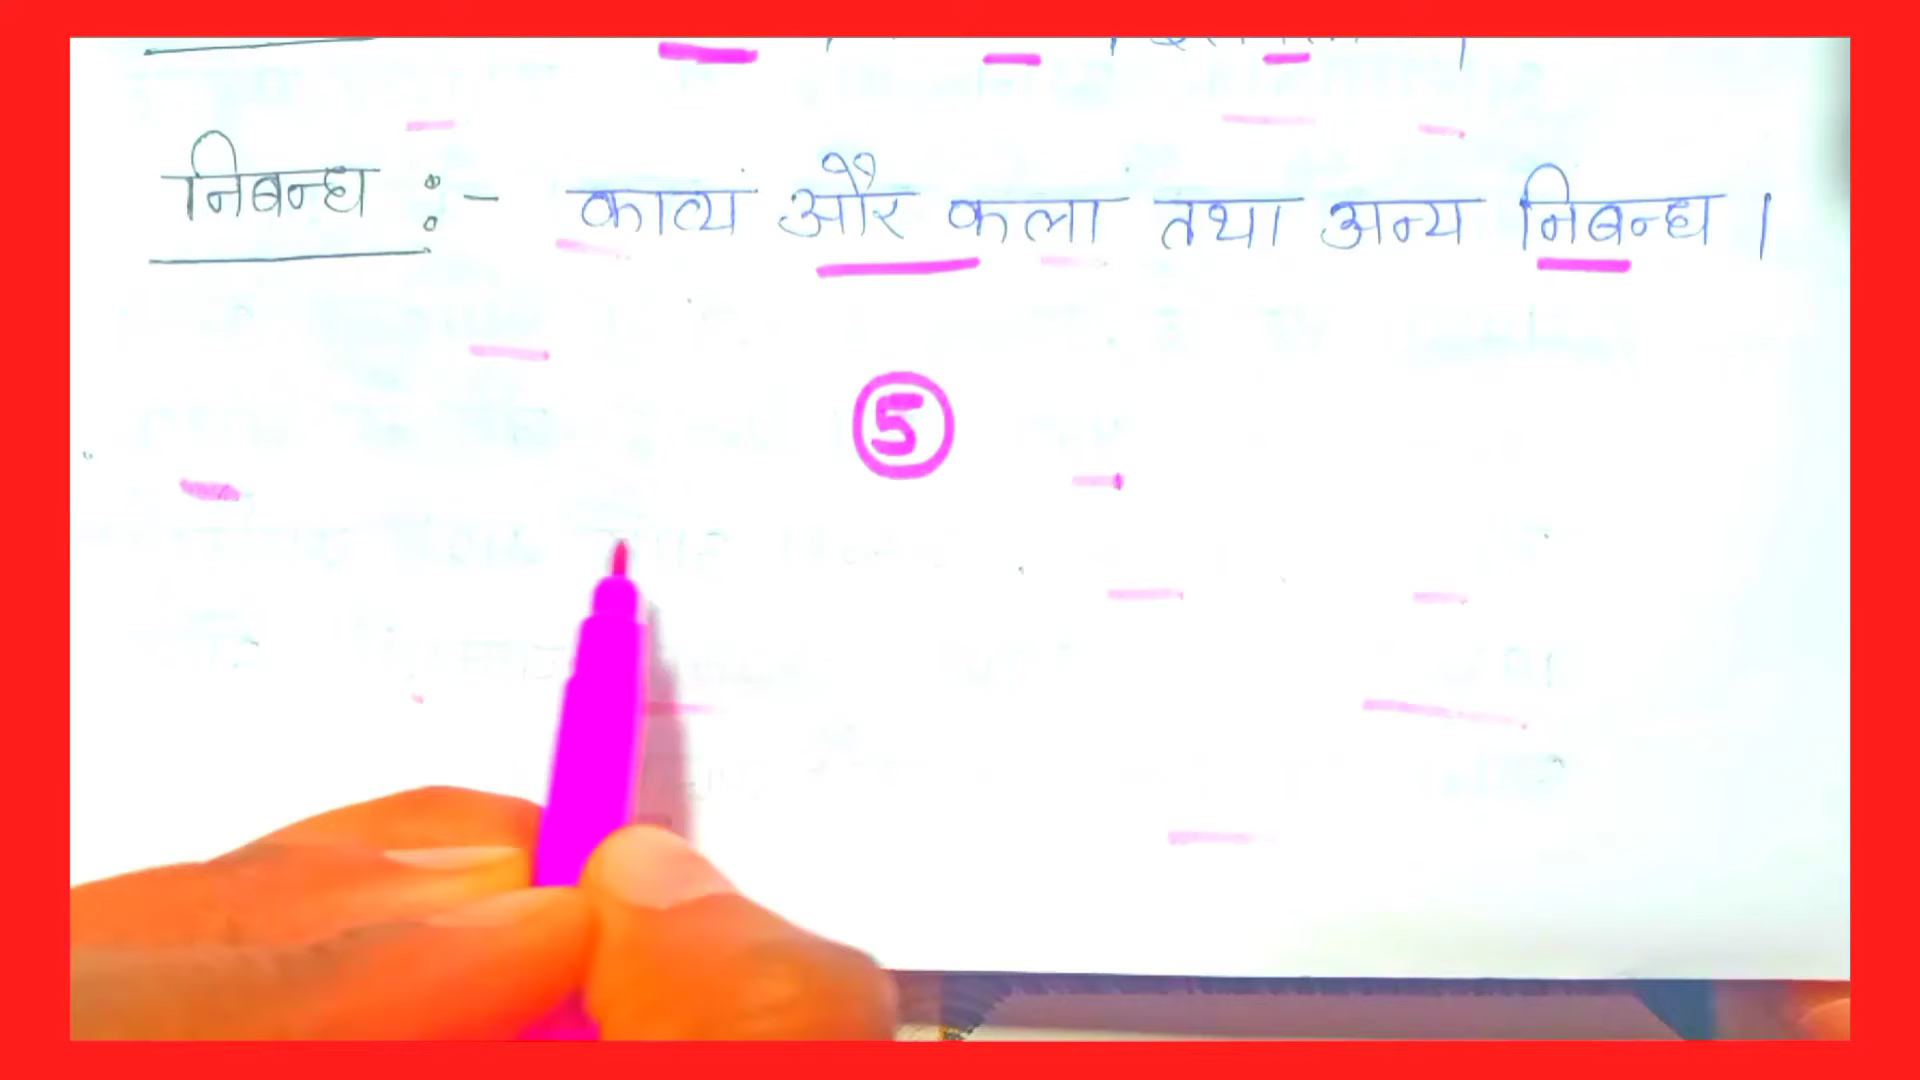 निबन्ध :- काव्यं और कला तथा अन्य निबन्ध ।
5